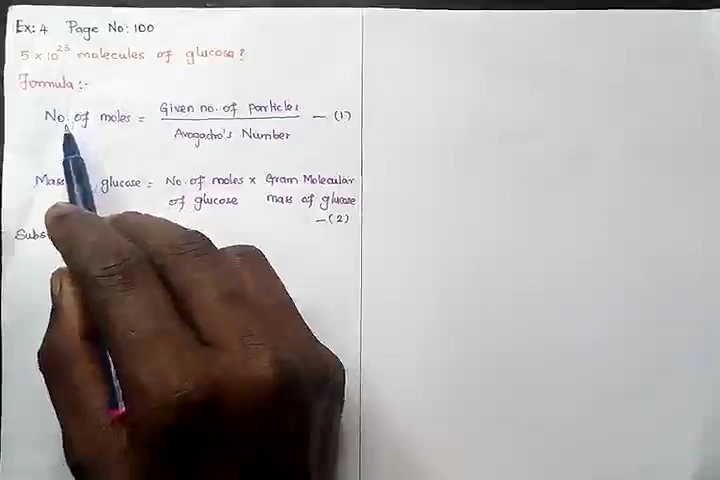 Ex: 4 Page No: 100
5 × 10²³ molecules of glucose?
Formula:-
No. of moles = Given no. of particles — (1)
Avogadro's Number
Mass glucose = No. of moles × Gram Molecular
of glucose mass of glucose
— (2)